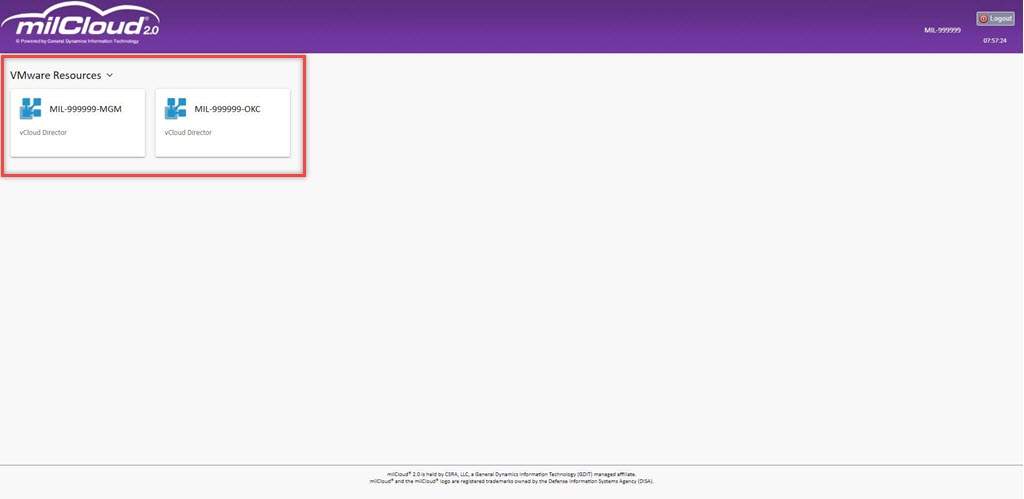 milCloud® 2.0
© Powered by General Dynamics Information Technology
Logout
MIL-999999
07:57:24
VMware Resources
MIL-999999-MGM
vCloud Director
MIL-999999-OKC
vCloud Director
milCloud® 2.0 is held by CSRA, LLC, a General Dynamics Information Technology (GDIT) managed affiliate.
milCloud® and the milCloud® logo are registered trademarks owned by the Defense Information Systems Agency (DISA).